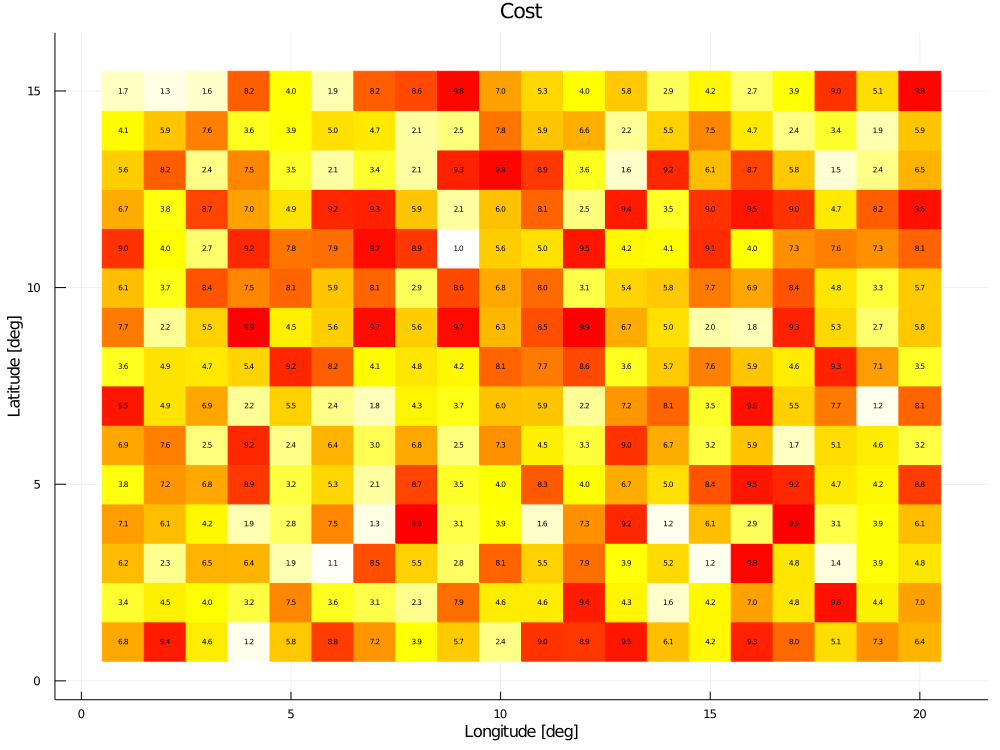 Cost
15
1.7 1.3 1.6 8.2 4.0 1.9 8.2 8.6 9.8 7.0 5.3 4.0 5.8 2.9 4.2 2.7 3.9 9.0 5.1 9.8
4.1 5.9 7.6 3.6 3.9 5.0 4.7 2.1 2.5 7.8 5.9 6.6 2.2 5.5 7.5 4.7 2.4 3.4 1.9 5.9
5.6 8.2 2.4 7.5 3.5 2.1 3.4 2.1 9.3 9.8 8.9 3.6 1.6 9.2 6.1 8.7 5.8 1.5 2.4 6.5
6.7 3.8 8.7 7.0 4.9 9.2 9.3 5.9 2.1 6.0 8.1 2.5 9.4 3.5 9.0 9.5 9.0 4.7 8.2 9.6
9.0 4.0 2.7 9.2 7.8 7.9 9.7 8.9 1.0 5.6 5.0 9.5 4.2 4.1 9.1 4.0 7.3 7.6 7.3 8.1
10
6.1 3.7 8.4 7.5 8.1 5.9 8.1 2.9 8.6 6.8 8.0 3.1 5.4 5.8 7.7 6.9 8.4 4.8 3.3 5.7
7.7 2.2 5.5 9.9 4.5 5.6 9.7 5.6 9.7 6.3 8.5 9.9 6.7 5.0 2.0 1.8 9.3 5.3 2.7 5.8
3.6 4.9 4.7 5.4 9.2 8.2 4.1 4.8 4.2 8.1 7.7 8.6 3.6 5.7 7.6 5.9 4.6 9.3 7.1 3.5
9.5 4.9 6.9 2.2 5.5 2.4 1.8 4.3 3.7 6.0 5.9 2.2 7.2 8.1 3.5 9.6 5.5 7.7 1.2 8.1
6.9 7.6 2.5 9.2 2.4 6.4 3.0 6.8 2.5 7.3 4.5 3.3 9.0 6.7 3.2 5.9 1.7 5.1 4.6 3.2
5
3.8 7.2 6.8 8.9 3.2 5.3 2.1 8.7 3.5 4.0 8.3 4.0 6.7 5.0 8.4 9.5 9.2 4.7 4.2 8.8
7.1 6.1 4.2 1.9 2.8 7.5 1.3 9.9 3.1 3.9 1.6 7.3 9.2 1.2 6.1 2.9 9.9 3.1 3.9 6.1
6.2 2.3 6.5 6.4 1.9 1.1 8.5 5.5 2.8 8.1 5.5 7.9 3.9 5.2 1.2 9.8 4.8 1.4 3.9 4.8
3.4 4.5 4.0 3.2 7.5 3.6 3.1 2.3 7.9 4.6 4.6 9.4 4.3 1.6 4.2 7.0 4.8 9.6 4.4 7.0
6.8 9.4 4.6 1.2 5.8 8.8 7.2 3.9 5.7 2.4 9.0 8.9 9.5 6.1 4.2 9.3 8.0 5.1 7.3 6.4
0
Latitude [deg]
0 5 10 15 20
Longitude [deg]